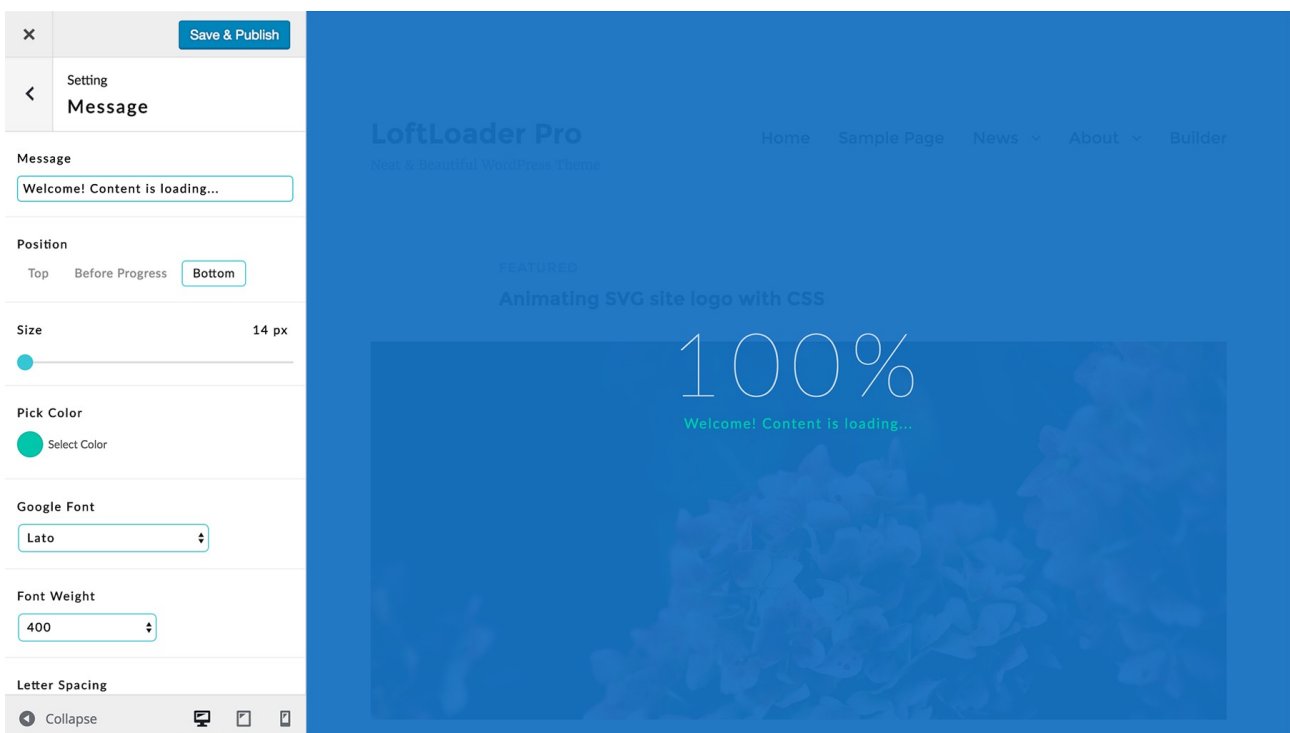 Save & Publish
Setting
Message
Message
Welcome! Content is loading...
Position
Top Before Progress Bottom
Size 14 px
Pick Color
Select Color
Google Font
Lato
Font Weight
400
Letter Spacing
Collapse
LoftLoader Pro
Neat & Beautiful WordPress Theme
Home Sample Page News About Builder
FEATURED
Animating SVG site logo with CSS
100%
Welcome! Content is loading...